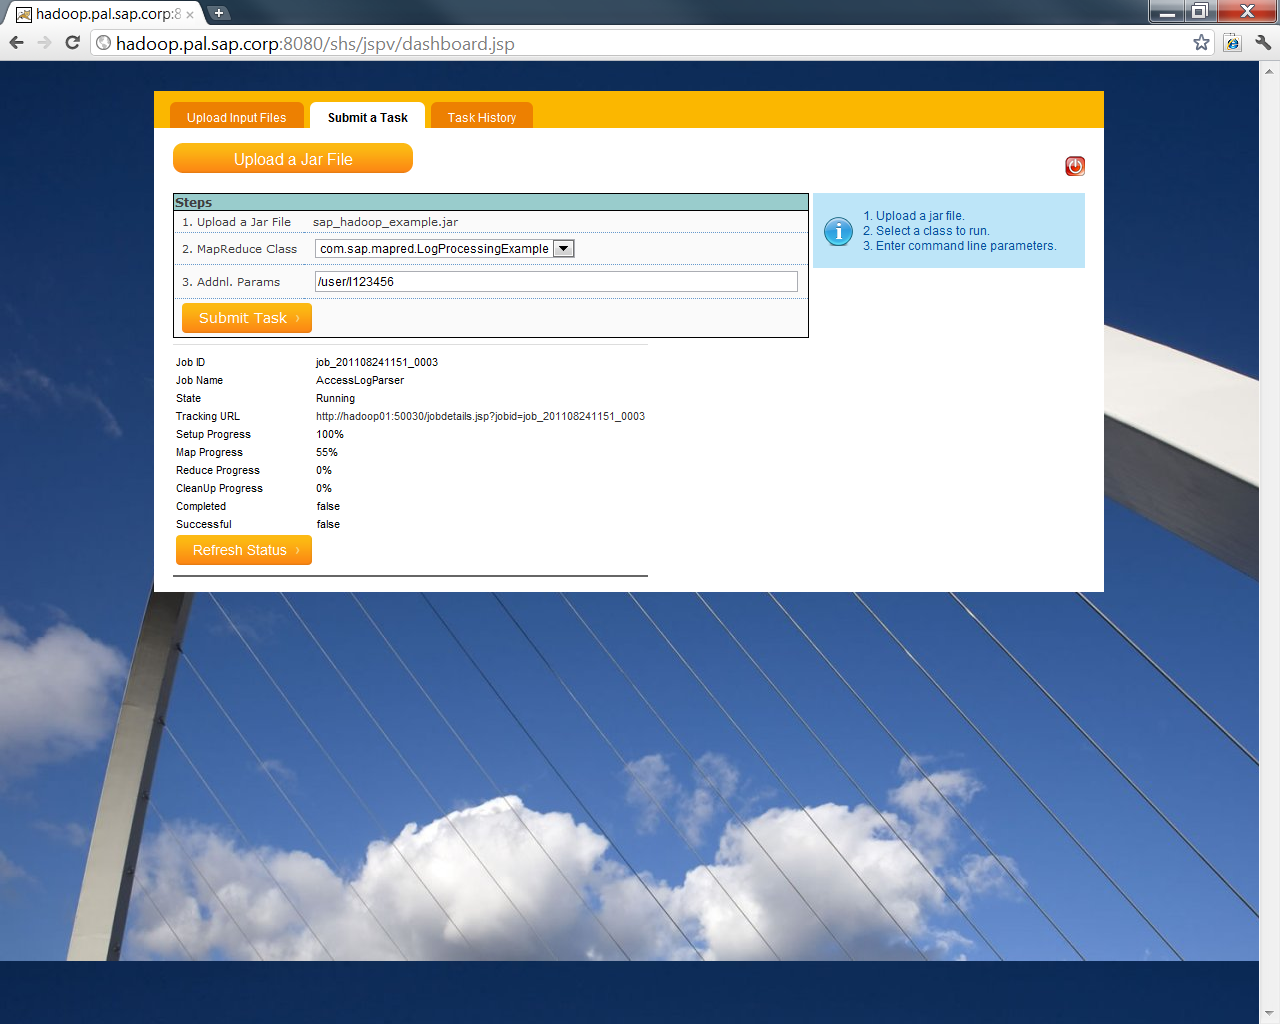 hadoop.pal.sap.corp:8
hadoop.pal.sap.corp:8080/shs/jspv/dashboard.jsp
Upload Input Files
Submit a Task
Task History
Upload a Jar File
Steps
1. Upload a Jar File sap_hadoop_example.jar
2. MapReduce Class com.sap.mapred.LogProcessingExample
3. Addnl. Params /user/I123456
Submit Task
1. Upload a jar file.
2. Select a class to run.
3. Enter command line parameters.
Job ID job_201108241151_0003
Job Name AccessLogParser
State Running
Tracking URL http://hadoop01:50030/jobdetails.jsp?jobid=job_201108241151_0003
Setup Progress 100%
Map Progress 55%
Reduce Progress 0%
CleanUp Progress 0%
Completed false
Successful false
Refresh Status